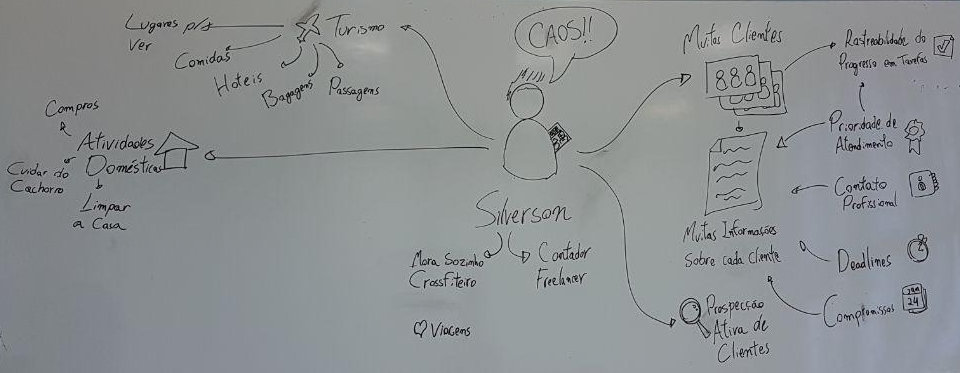 CAOS!!
Lugares p/s
Ver
Turismo
Comidas
Hoteis
Bagagens
Passagens
Compros
Atividades
Domésticas
Cuidar do
Cachorro
Limpar
a Casa
Silverson
Mora Sozinho
Crossfiteiro
Contador
Freelancer
Viagens
Muitos Clientes
Rastreabilidade do
Progresso em Tarefas
Prioridade de
Atendimento
Contato
Profissional
Muitas Informações
Sobre cada Cliente
Deadlines
Compromissos
JAN
24
Prospecção
Ativa de
Clientes